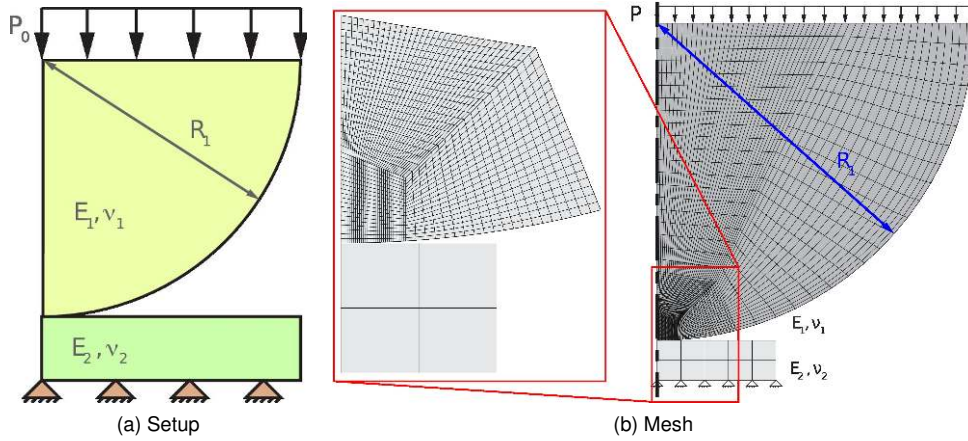 P₀
R₁
E₁, ν₁
E₂, ν₂
(a) Setup
P
R₁
E₁, ν₁
E₂, ν₂
(b) Mesh